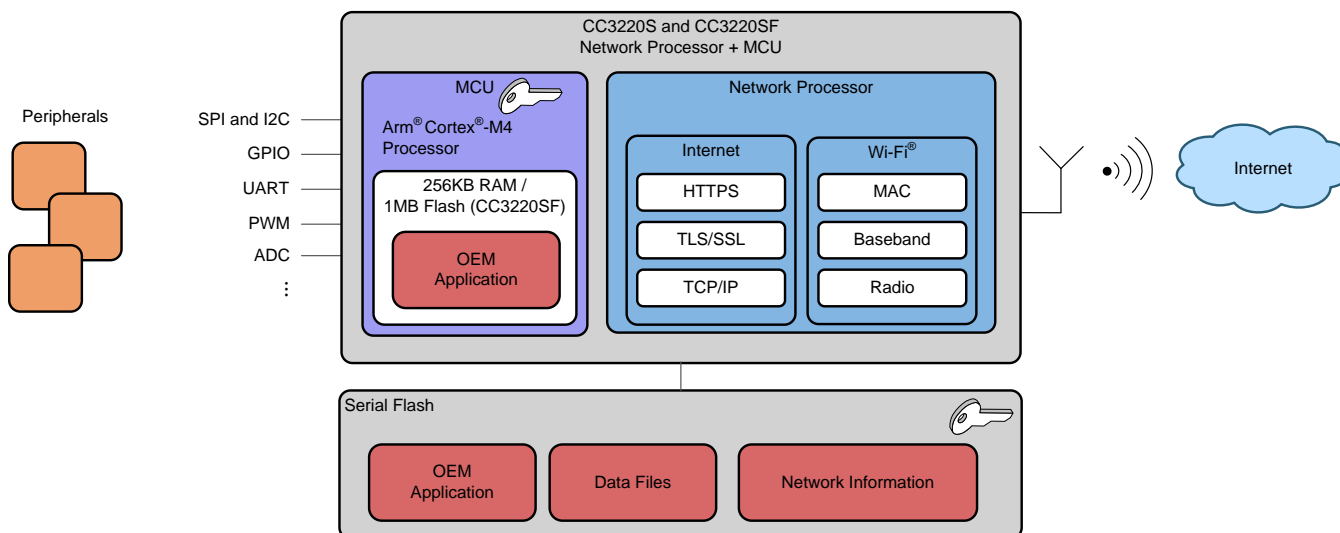 CC3220S and CC3220SF
Network Processor + MCU
Peripherals
SPI and I2C
GPIO
UART
PWM
ADC
⋮
MCU
Arm® Cortex®-M4
Processor
256KB RAM /
1MB Flash (CC3220SF)
OEM
Application
Network Processor
Internet
HTTPS
TLS/SSL
TCP/IP
Wi-Fi®
MAC
Baseband
Radio
Internet
Serial Flash
OEM
Application
Data Files
Network Information